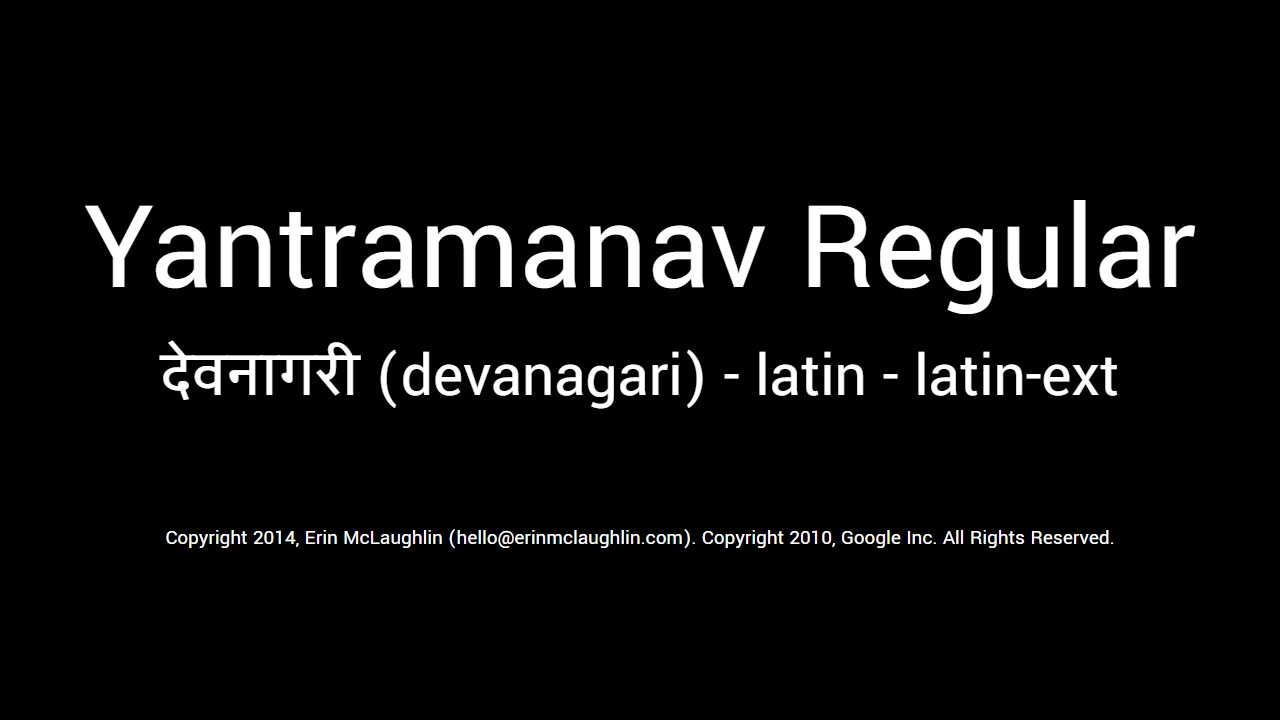 Yantramanav Regular
देवनागरी (devanagari) - latin - latin-ext
Copyright 2014, Erin McLaughlin (hello@erinmclaughlin.com). Copyright 2010, Google Inc. All Rights Reserved.